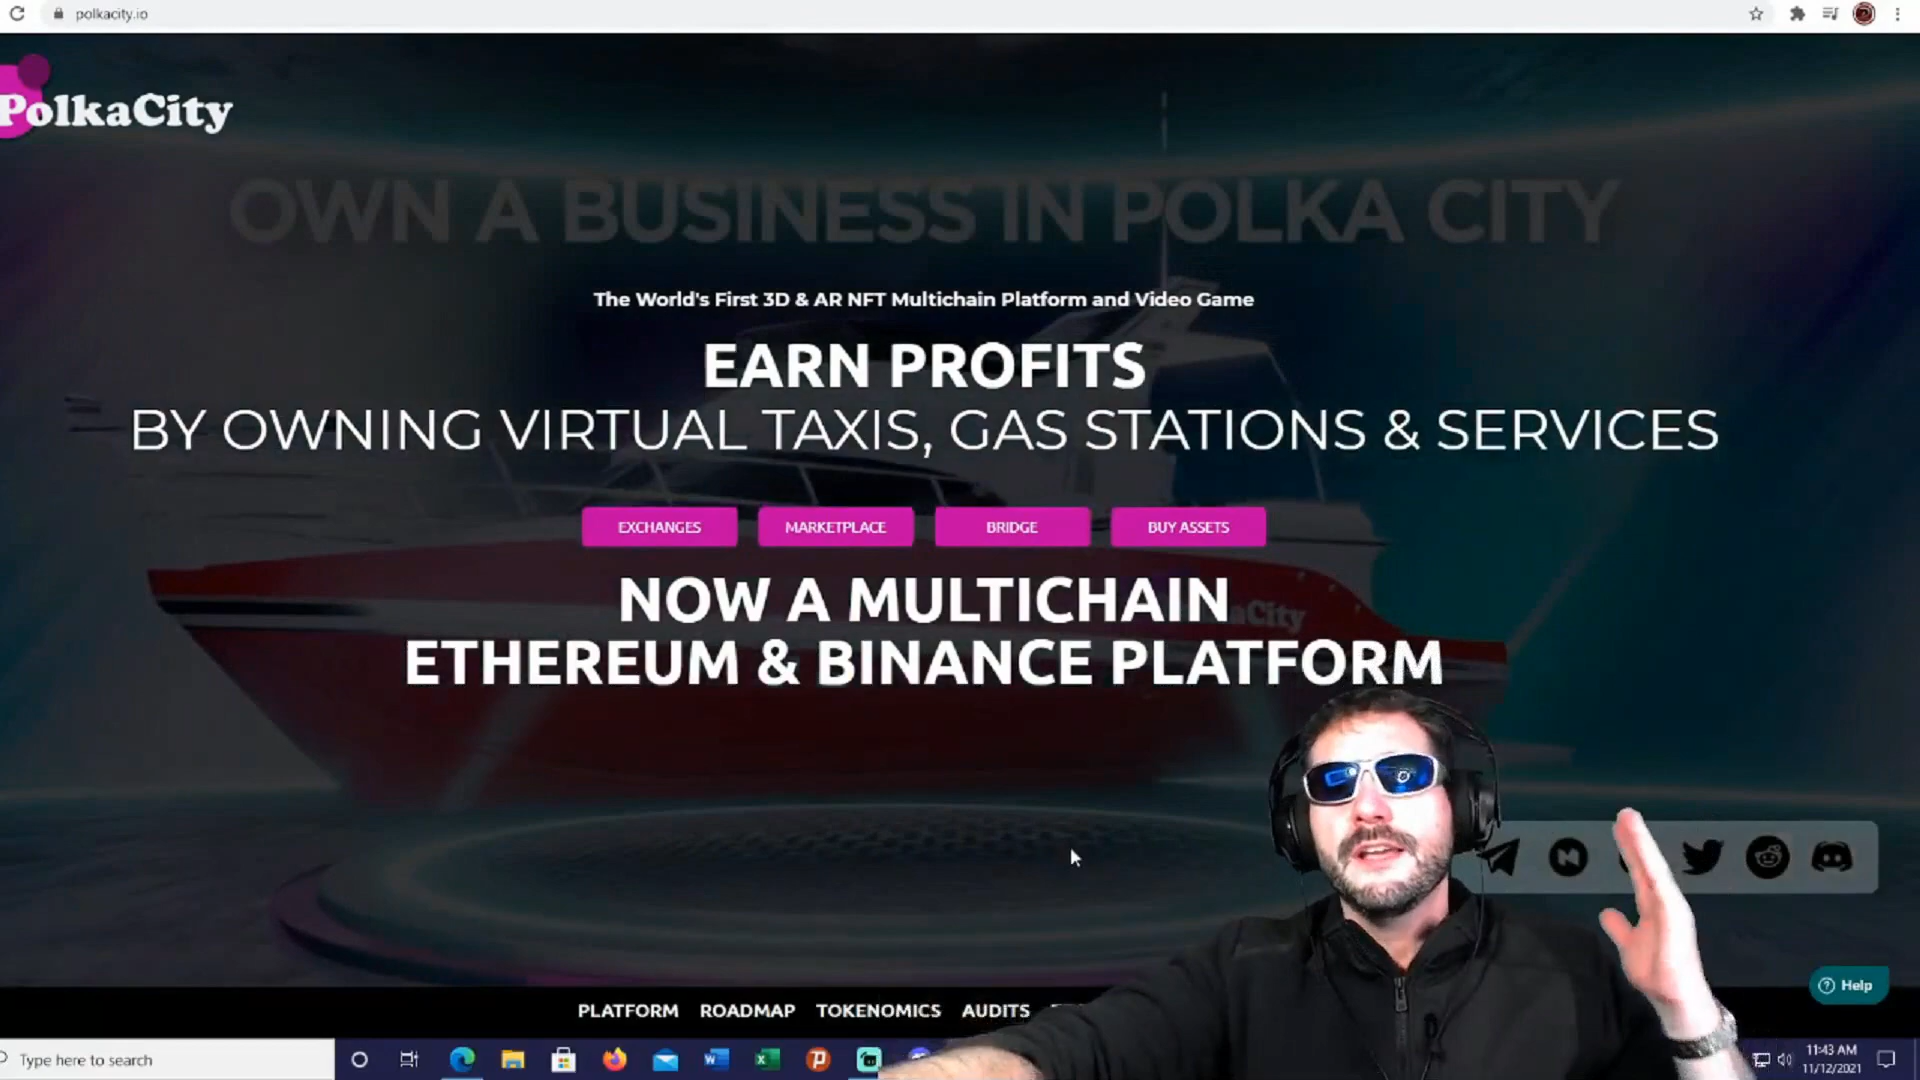 polkacity.io
PolkaCity
OWN A BUSINESS IN POLKA CITY
The World's First 3D & AR NFT Multichain Platform and Video Game
EARN PROFITS
BY OWNING VIRTUAL TAXIS, GAS STATIONS & SERVICES
EXCHANGES
MARKETPLACE
BRIDGE
BUY ASSETS
NOW A MULTICHAIN
ETHEREUM & BINANCE PLATFORM
Help
PLATFORM
ROADMAP
TOKENOMICS
AUDITS
Type here to search
11:43 AM
11/12/2021